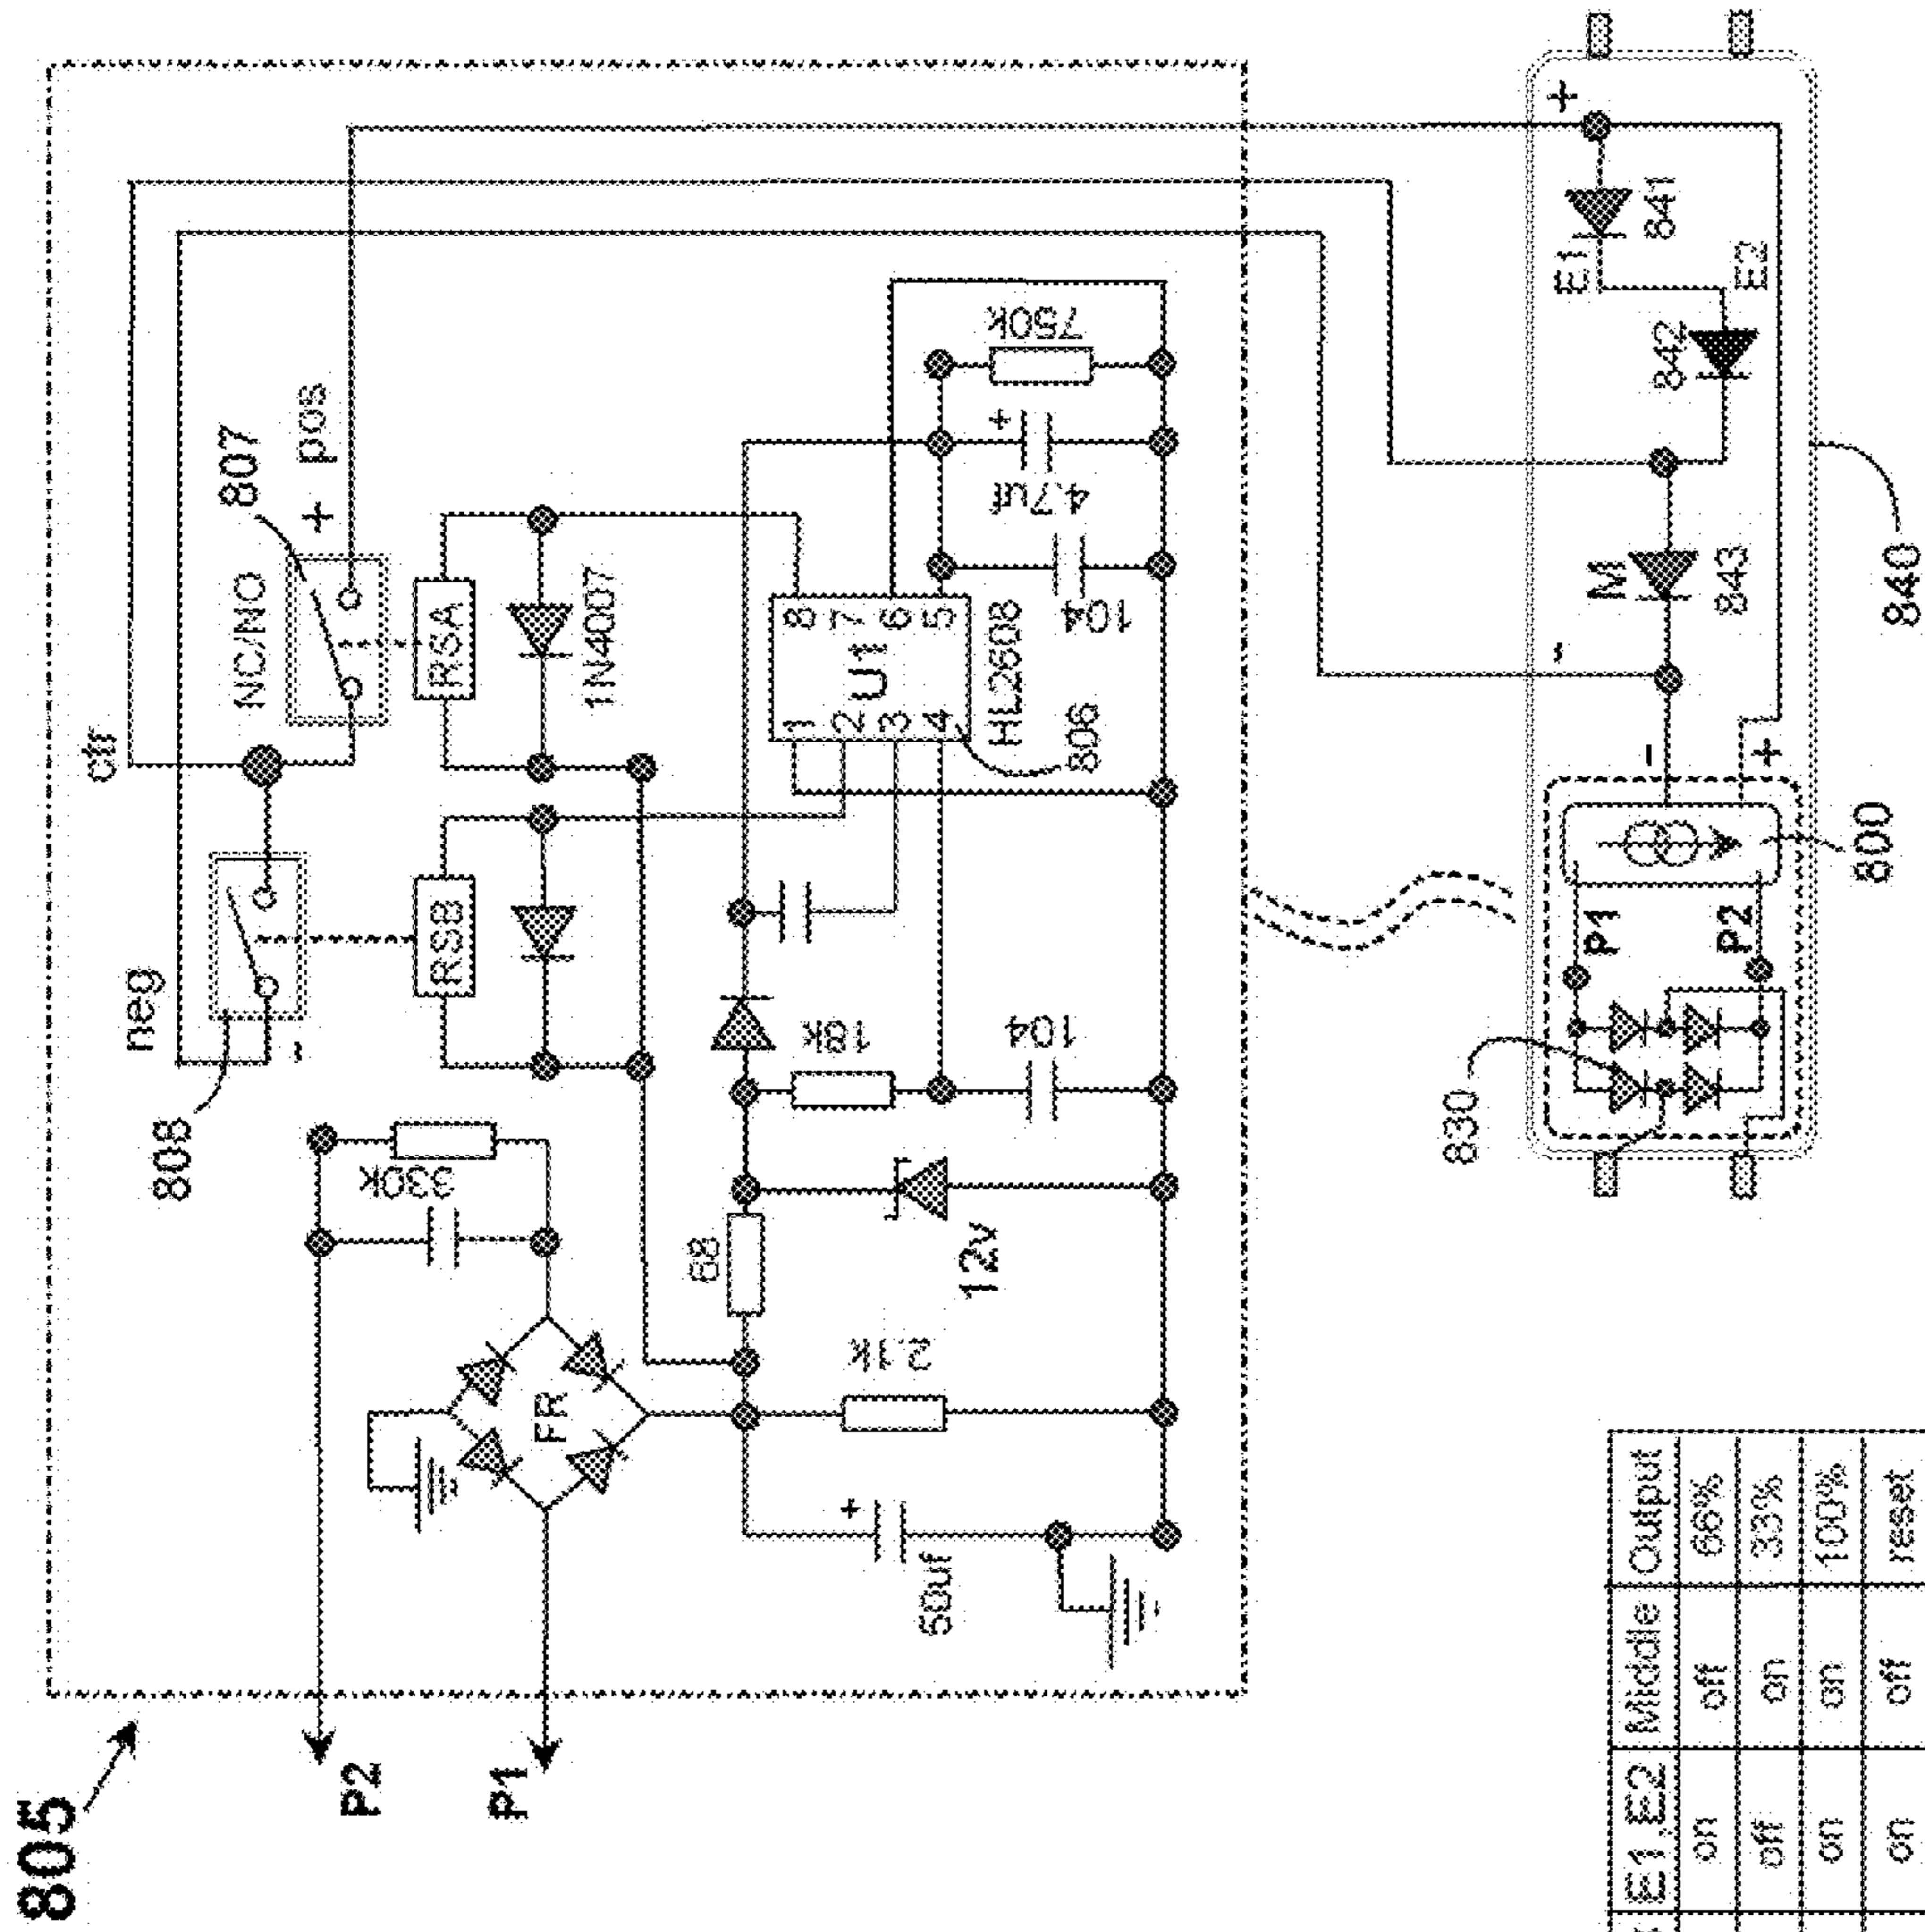 805
P2
P1
808
neg
-
ctr
NC/NO
807
+ pos
RSB
RSA
1N4007
FR
330k
68
2.1k
+
12v
18k
104
U1
1
2
3
4
8
7
6
5
HL2608
806
104
4.7uf
+
750k
830
P1
P2
800
-
+
-
M
843
842
E2
E1
841
+
840
E1, E2 Middle Output
on off 66%
off on 33%
on on 100%
on off reset